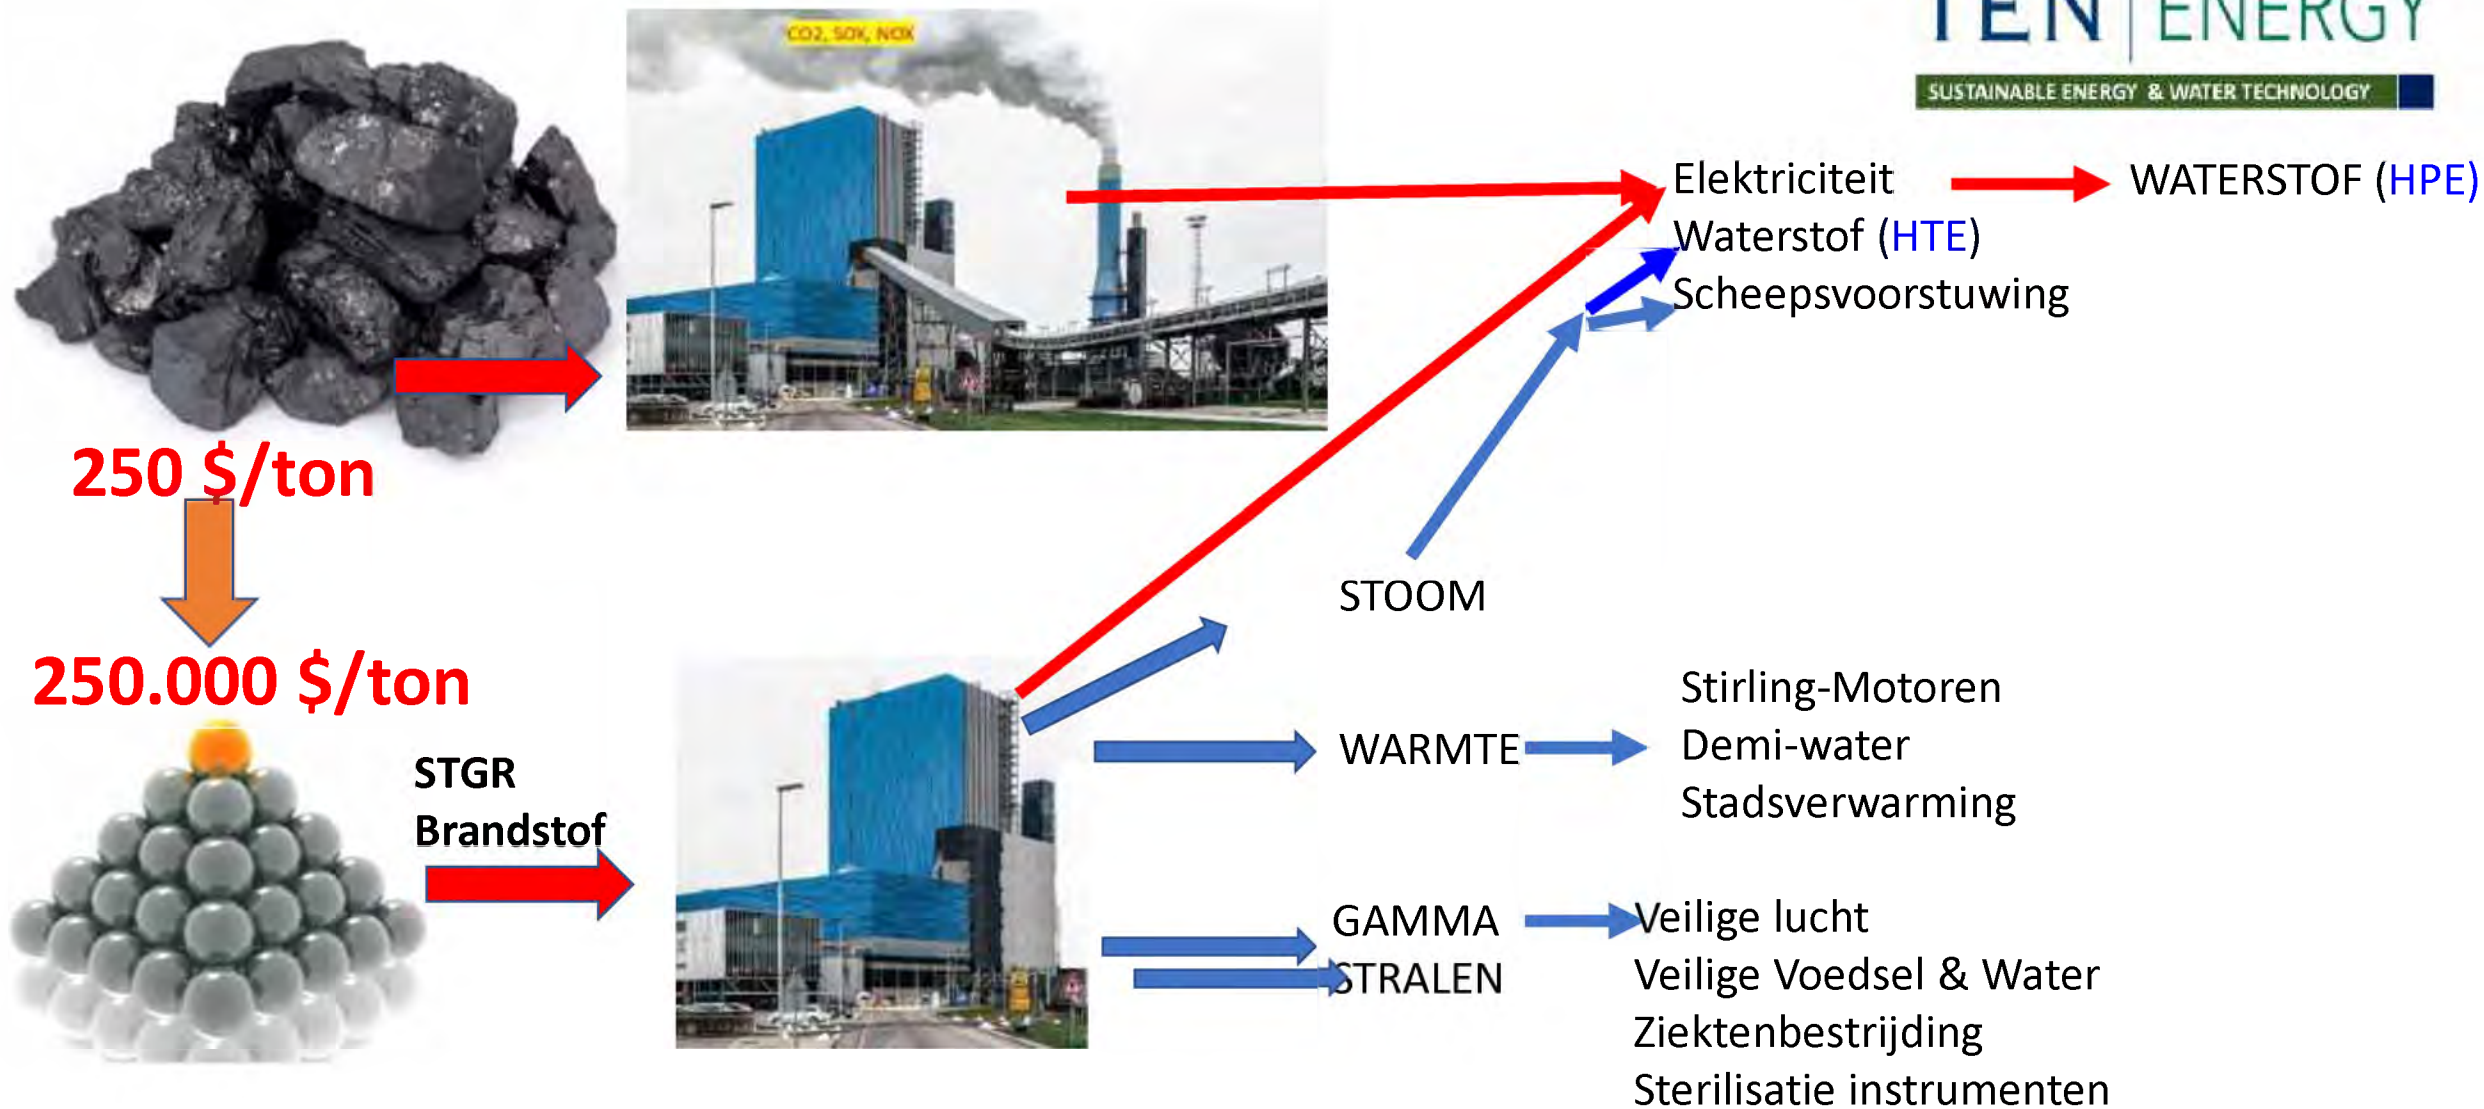 TEN | ENERGY
SUSTAINABLE ENERGY & WATER TECHNOLOGY
CO2, SOX, NOX
Elektriciteit
WATERSTOF (HPE)
Waterstof (HTE)
Scheepsvoorstuwing
250 $/ton
STOOM
250.000 $/ton
STGR
Brandstof
WARMTE
Stirling-Motoren
Demi-water
Stadsverwarming
GAMMA
STRALEN
Veilige lucht
Veilige Voedsel & Water
Ziektenbestrijding
Sterilisatie instrumenten